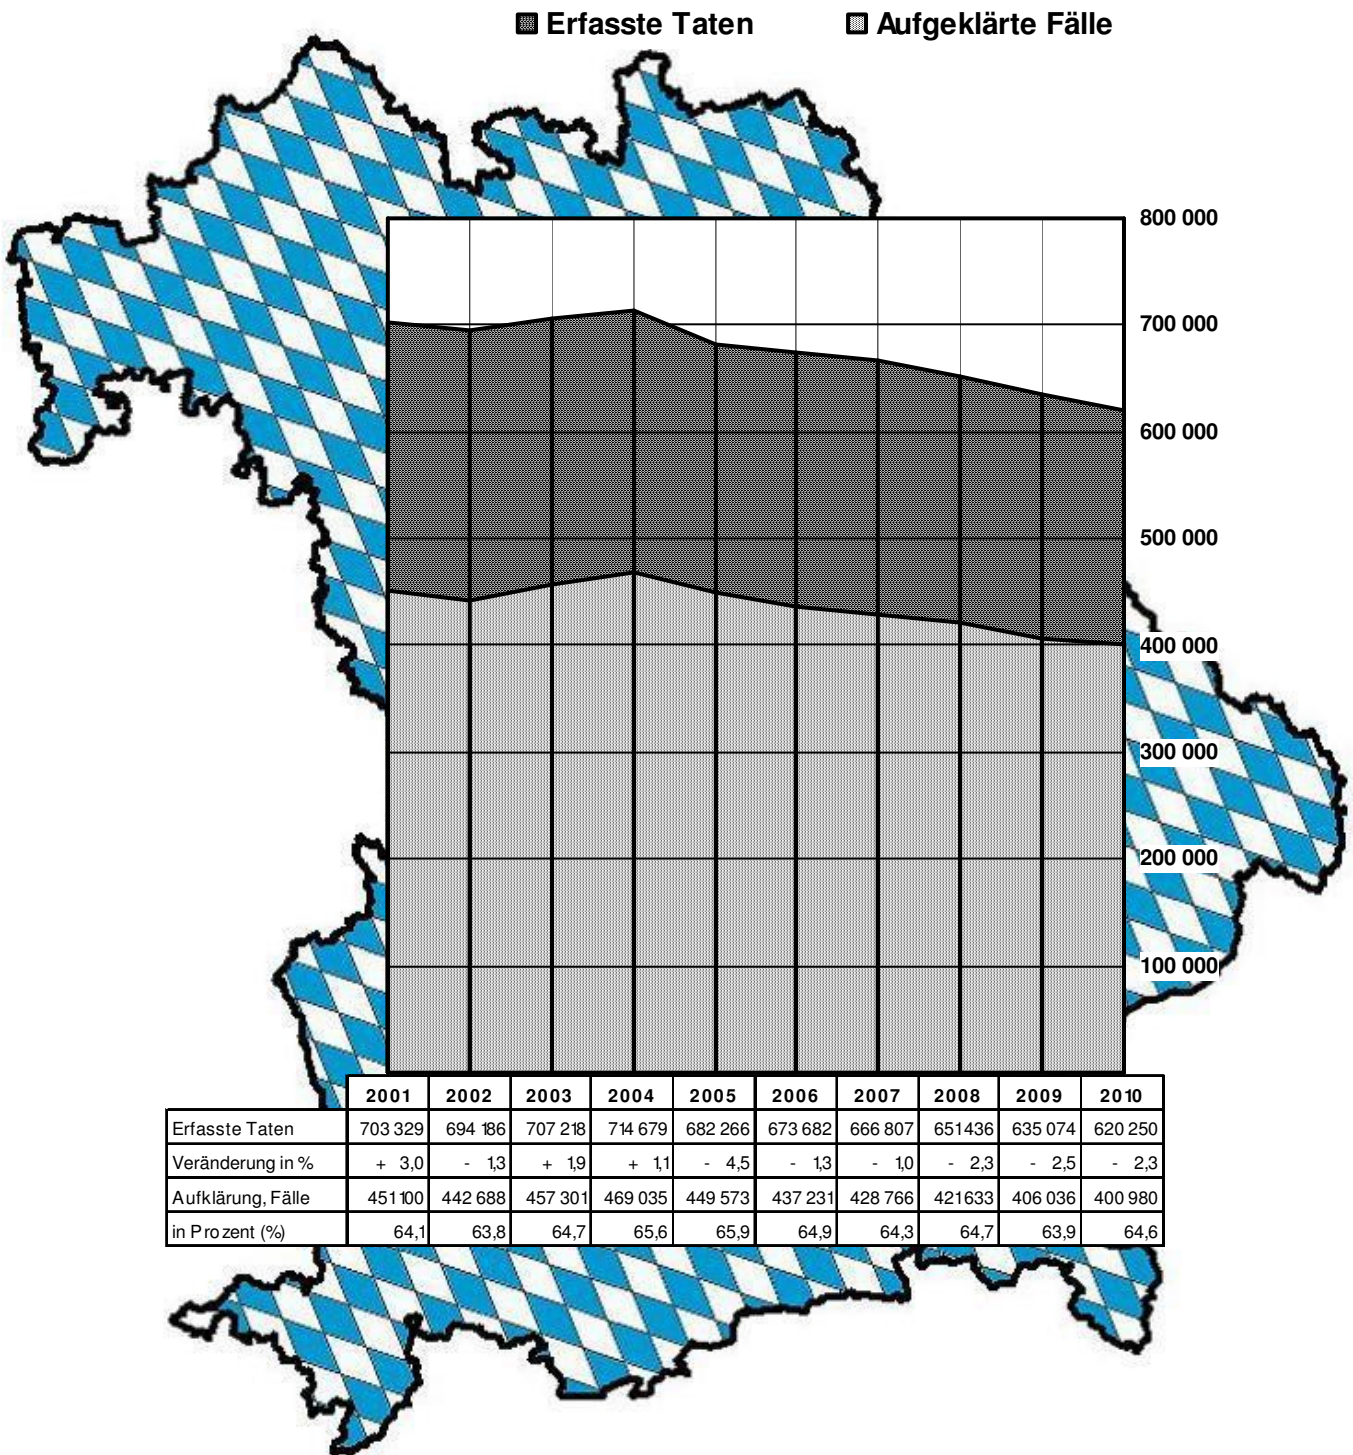 Erfasste Taten Aufgeklärte Fälle
800 000
700 000
600 000
500 000
400 000
300 000
200 000
100 000
2001 2002 2003 2004 2005 2006 2007 2008 2009 2010
Erfasste Taten 703 329 694 186 707 218 714 679 682 266 673 682 666 807 651 436 635 074 620 250
Veränderung in % + 3,0 - 1,3 + 1,9 + 1,1 - 4,5 - 1,3 - 1,0 - 2,3 - 2,5 - 2,3
Aufklärung, Fälle 451 100 442 688 457 301 469 035 449 573 437 231 428 766 421 633 406 036 400 980
in Prozent (%) 64,1 63,8 64,7 65,6 65,9 64,9 64,3 64,7 63,9 64,6